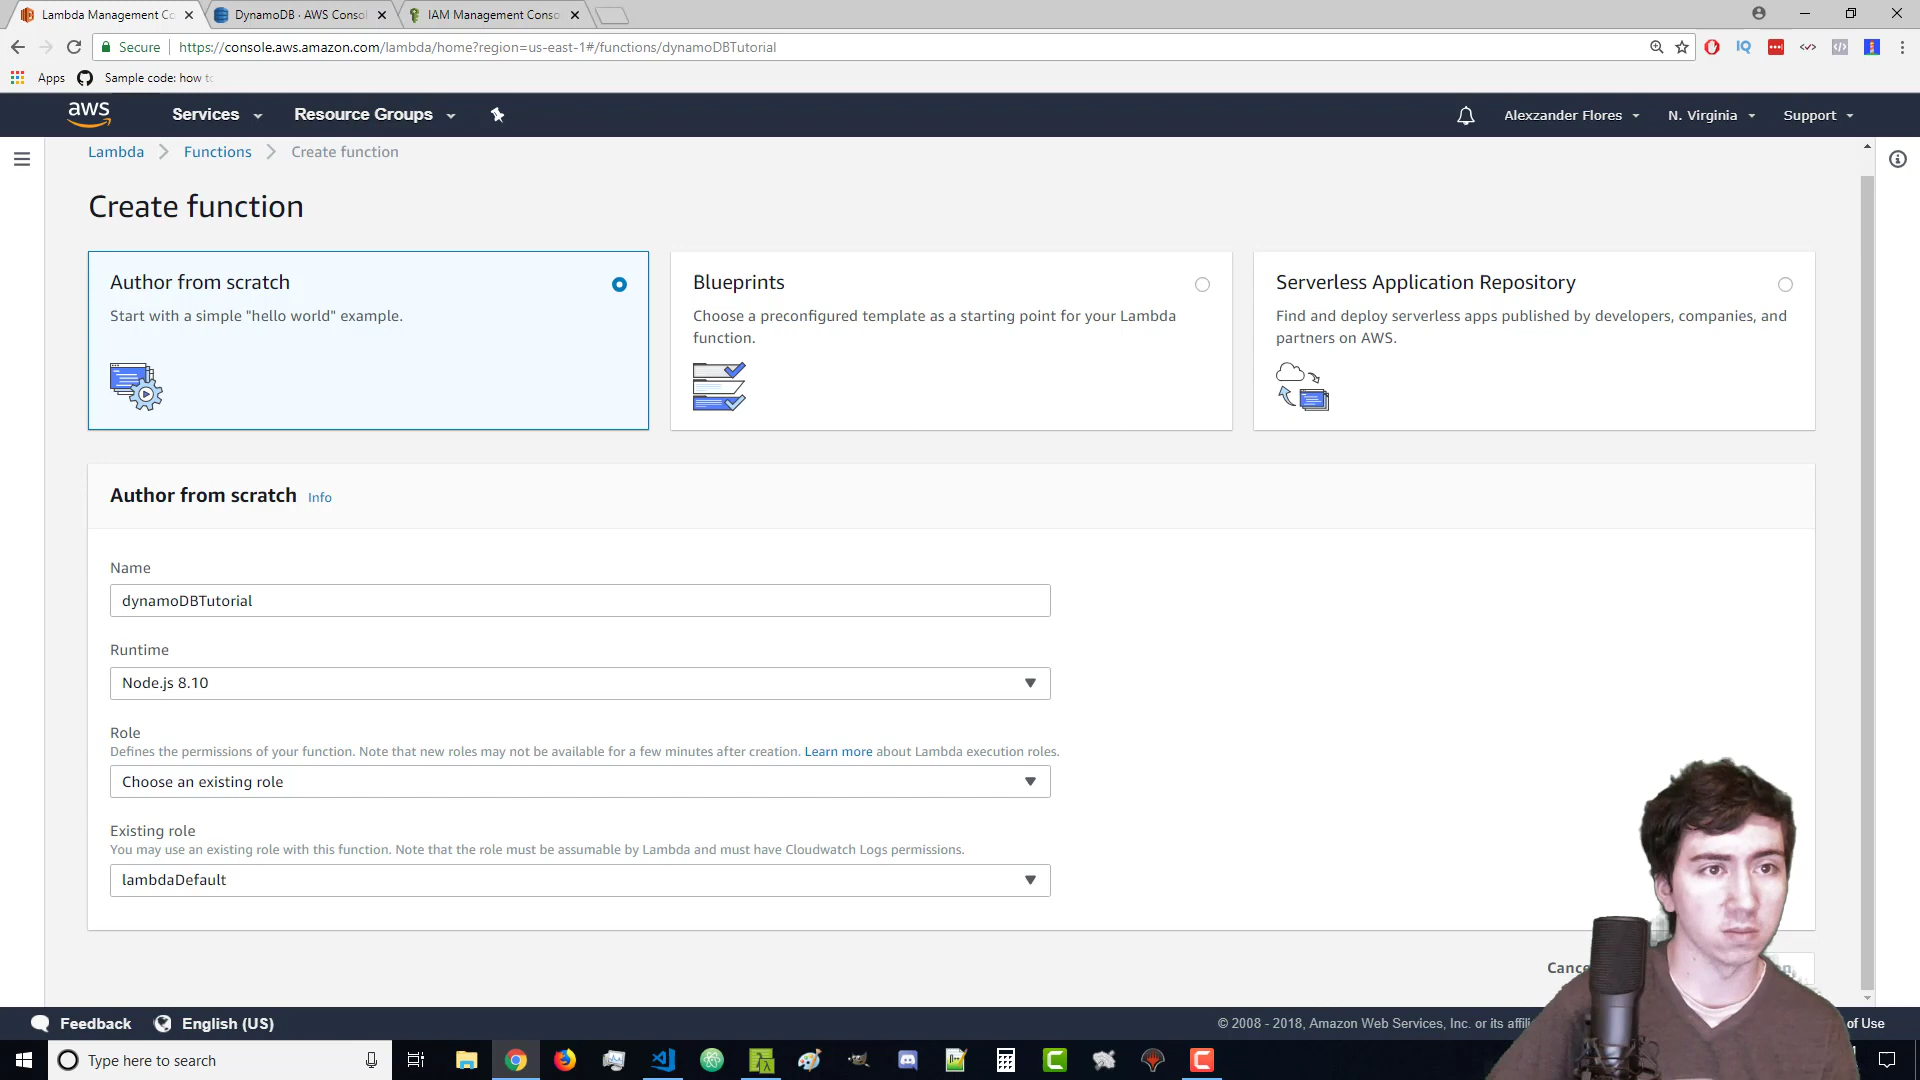 Lambda Management Co
DynamoDB · AWS Consol
IAM Management Conso
Secure
https://console.aws.amazon.com/lambda/home?region=us-east-1#/functions/dynamoDBTutorial
Apps
Sample code: how to
aws
Services
Resource Groups
Alexzander Flores
N. Virginia
Support
Lambda
Functions
Create function
Create function
Author from scratch
Start with a simple "hello world" example.
Blueprints
Choose a preconfigured template as a starting point for your Lambda
function.
Serverless Application Repository
Find and deploy serverless apps published by developers, companies, and
partners on AWS.
Author from scratch Info
Name
dynamoDBTutorial
Runtime
Node.js 8.10
Role
Defines the permissions of your function. Note that new roles may not be available for a few minutes after creation. Learn more about Lambda execution roles.
Choose an existing role
Existing role
You may use an existing role with this function. Note that the role must be assumable by Lambda and must have Cloudwatch Logs permissions.
lambdaDefault
Cance
Feedback
English (US)
© 2008 - 2018, Amazon Web Services, Inc. or its affili
of Use
Type here to search